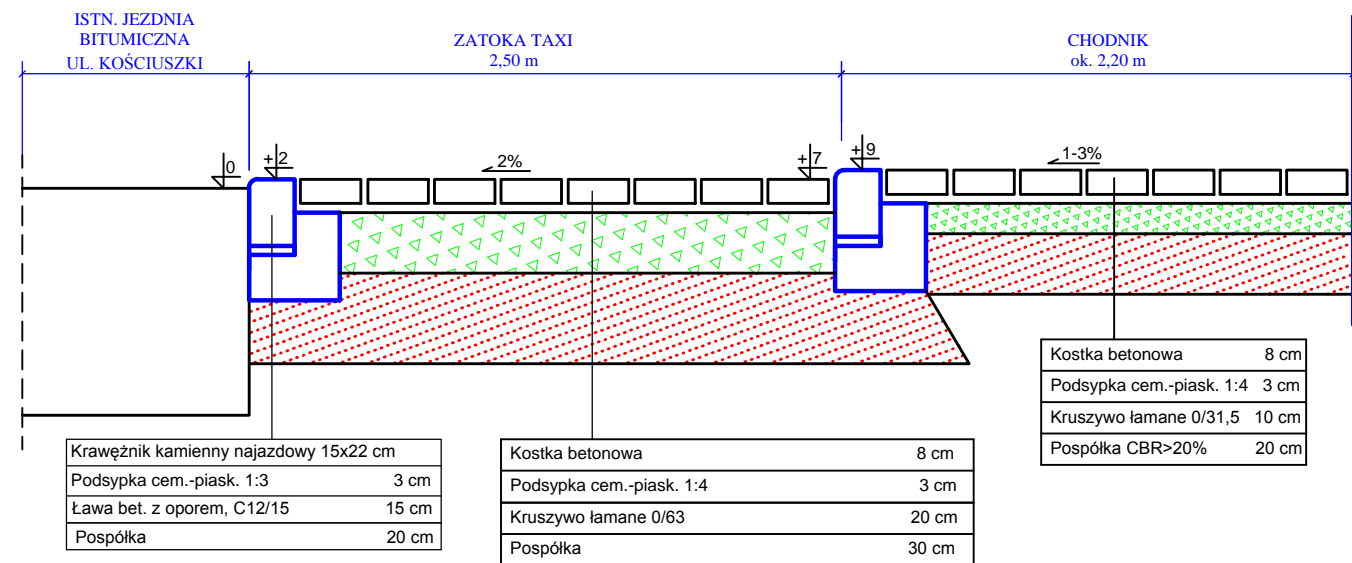 ISTN. JEZDNIA
BITUMICZNA
UL. KOŚCIUSZKI
ZATOKA TAXI
2,50 m
CHODNIK
ok. 2,20 m
0
+2
2%
+7
+9
1-3%
Krawężnik kamienny najazdowy 15x22 cm
Podsypka cem.-piask. 1:3 3 cm
Ława bet. z oporem, C12/15 15 cm
Pospółka 20 cm
Kostka betonowa 8 cm
Podsypka cem.-piask. 1:4 3 cm
Kruszywo łamane 0/63 20 cm
Pospółka 30 cm
Kostka betonowa 8 cm
Podsypka cem.-piask. 1:4 3 cm
Kruszywo łamane 0/31,5 10 cm
Pospółka CBR>20% 20 cm